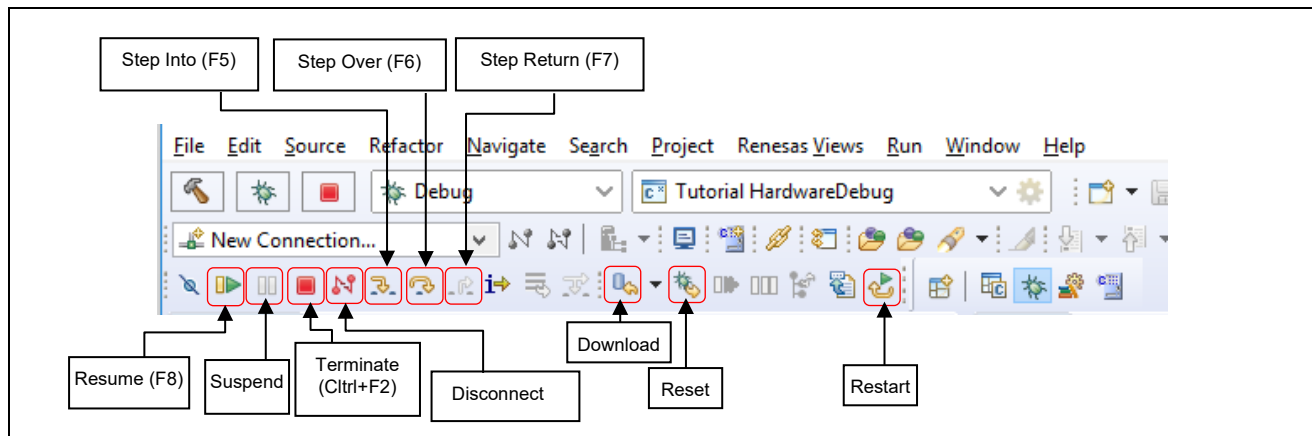 Step Into (F5)
Step Over (F6)
Step Return (F7)
File Edit Source Refactor Navigate Search Project Renesas Views Run Window Help
Debug
Tutorial HardwareDebug
New Connection...
Resume (F8)
Suspend
Terminate
(Cltrl+F2)
Disconnect
Download
Reset
Restart